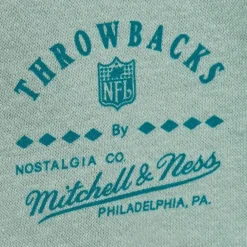 THROWBACKS
NFL
By
NOSTALGIA CO.
Mitchell & Ness
PHILADELPHIA, PA.